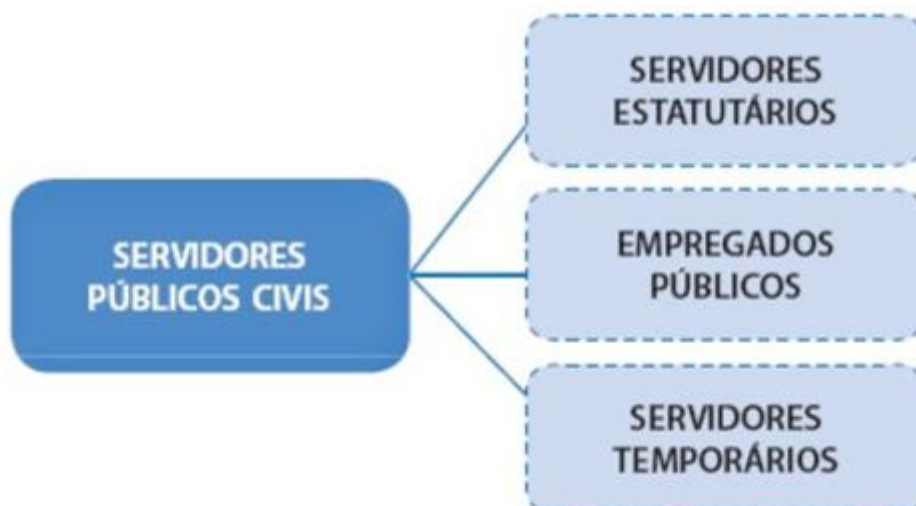 SERVIDORES
ESTATUTÁRIOS
SERVIDORES
PÚBLICOS CIVIS
EMPREGADOS
PÚBLICOS
SERVIDORES
TEMPORÁRIOS